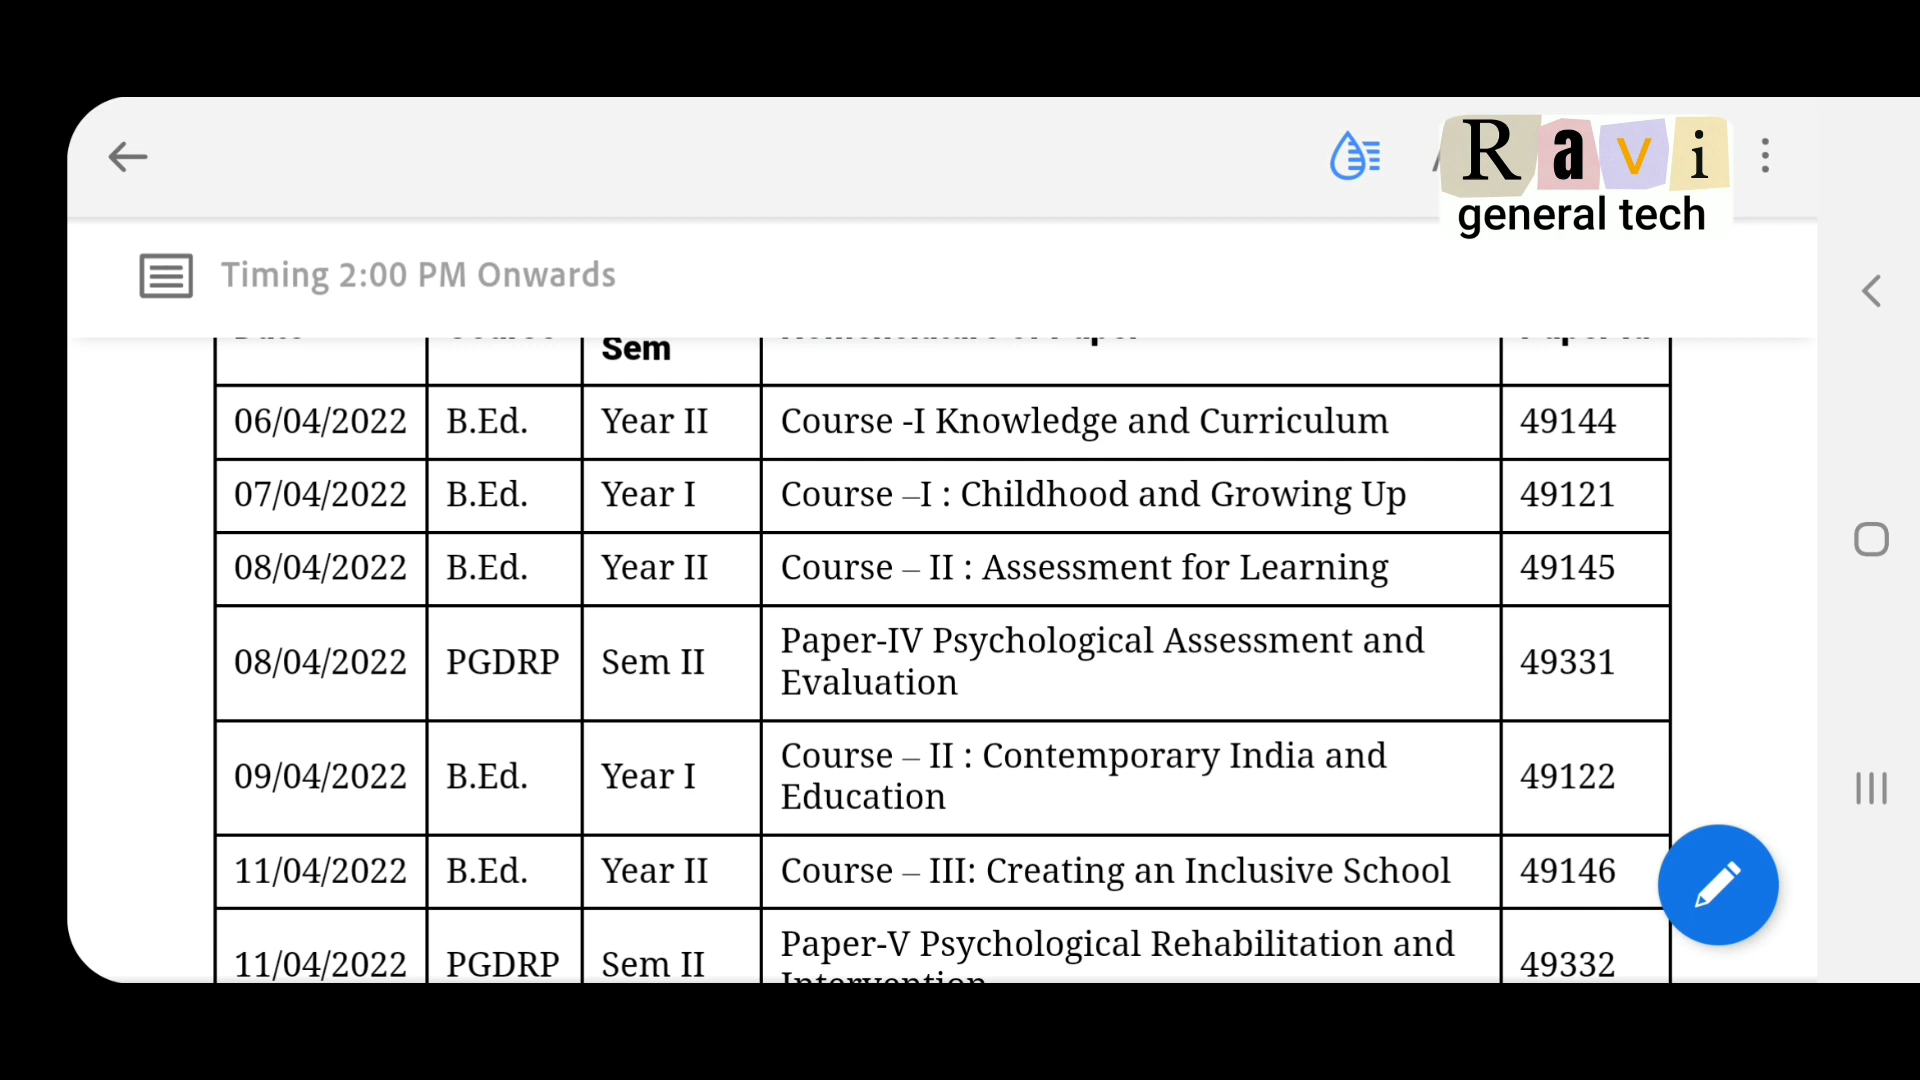 Ravi
general tech
Timing 2:00 PM Onwards
Sem
06/04/2022 B.Ed. Year II Course -I Knowledge and Curriculum 49144
07/04/2022 B.Ed. Year I Course –I : Childhood and Growing Up 49121
08/04/2022 B.Ed. Year II Course – II : Assessment for Learning 49145
08/04/2022 PGDRP Sem II Paper-IV Psychological Assessment and
Evaluation 49331
09/04/2022 B.Ed. Year I Course – II : Contemporary India and
Education 49122
11/04/2022 B.Ed. Year II Course – III: Creating an Inclusive School 49146
11/04/2022 PGDRP Sem II Paper-V Psychological Rehabilitation and
49332